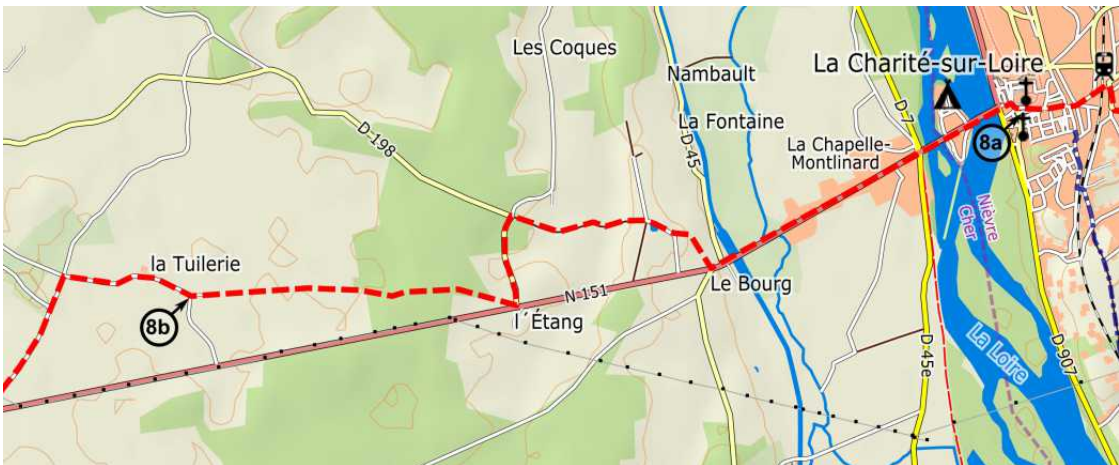 Les Coques
Nambault
La Charité-sur-Loire
D 7
La Fontaine
D-198
D-45
La Chapelle-
Montlinard
8a
Nièvre
Cher
la Tuilerie
Le Bourg
N 151
8b
l´Étang
La Loire
D 907
D-45e